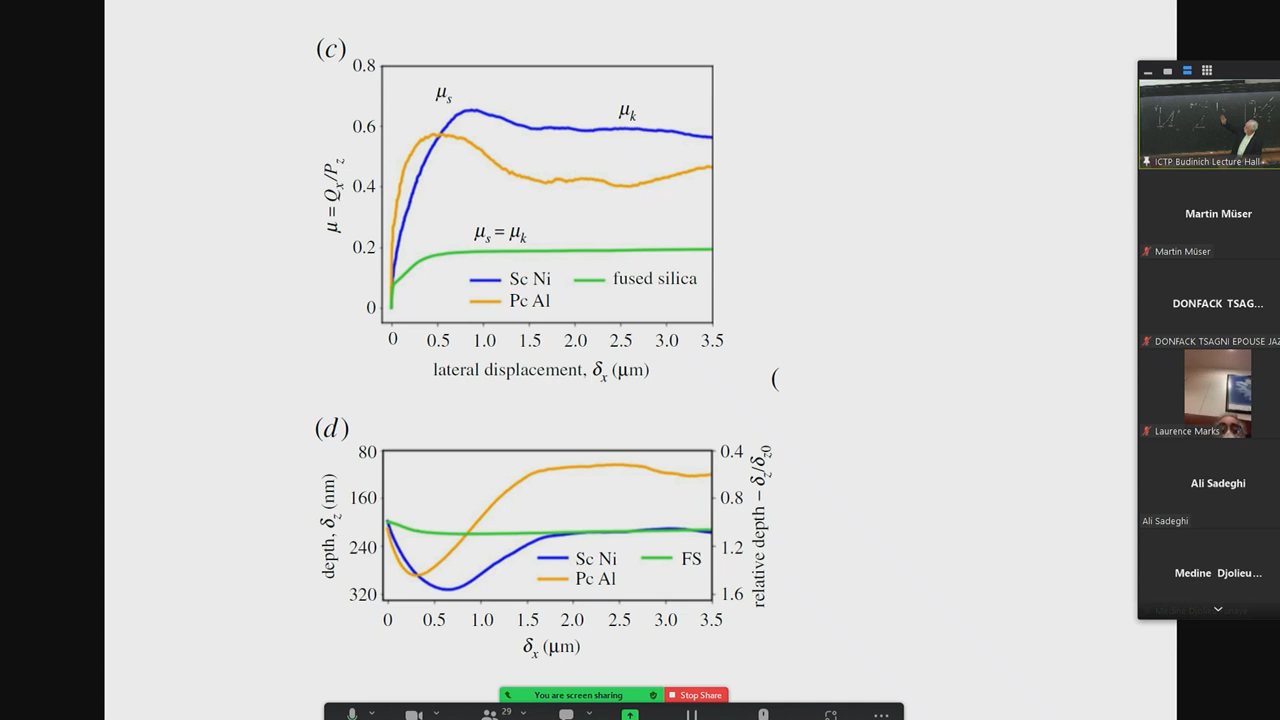 (c)
0.8
0.6
0.4
0.2
0
μ = Qx/Pz
μs
μk
μs = μk
Sc Ni
fused silica
Pc Al
0 0.5 1.0 1.5 2.0 2.5 3.0 3.5
lateral displacement, δx (μm)
(
(d)
80
160
240
320
depth, δz (nm)
0.4
0.8
1.2
1.6
relative depth – δz/δz0
Sc Ni
FS
Pc Al
0 0.5 1.0 1.5 2.0 2.5 3.0 3.5
δx (μm)
You are screen sharing
Stop Share
29
ICTP Budinich Lecture Hall
Martin Müser
Martin Müser
DONFACK TSAG...
DONFACK TSAGNI EPOUSE JAZ
Laurence Marks
Ali Sadeghi
Ali Sadeghi
Medine Djolieu...